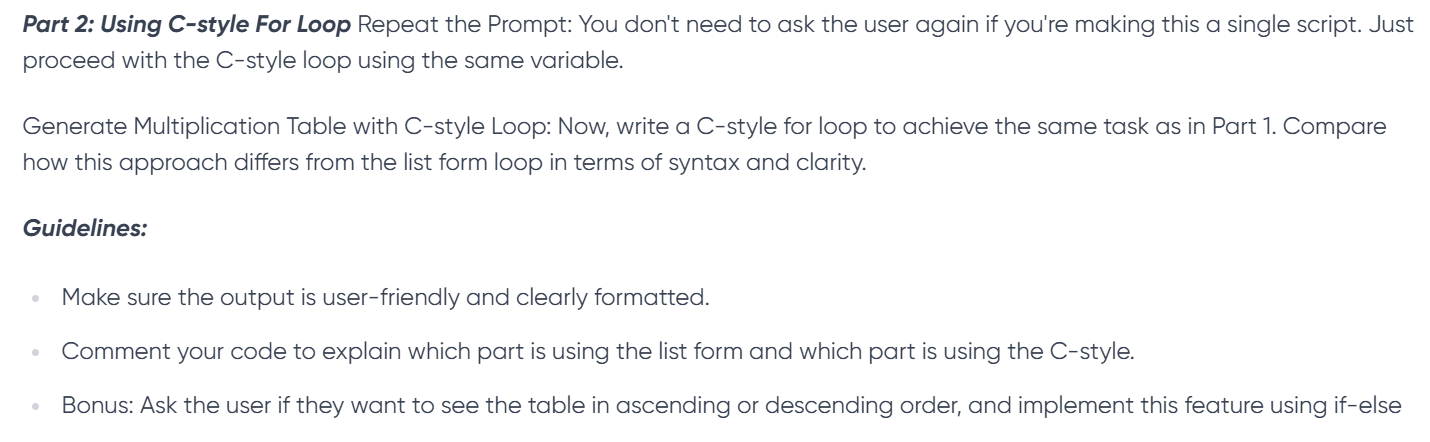 Part 2: Using C-style For Loop Repeat the Prompt: You don't need to ask the user again if you're making this a single script. Just
proceed with the C-style loop using the same variable.
Generate Multiplication Table with C-style Loop: Now, write a C-style for loop to achieve the same task as in Part 1. Compare
how this approach differs from the list form loop in terms of syntax and clarity.
Guidelines:
Make sure the output is user-friendly and clearly formatted.
Comment your code to explain which part is using the list form and which part is using the C-style.
Bonus: Ask the user if they want to see the table in ascending or descending order, and implement this feature using if-else